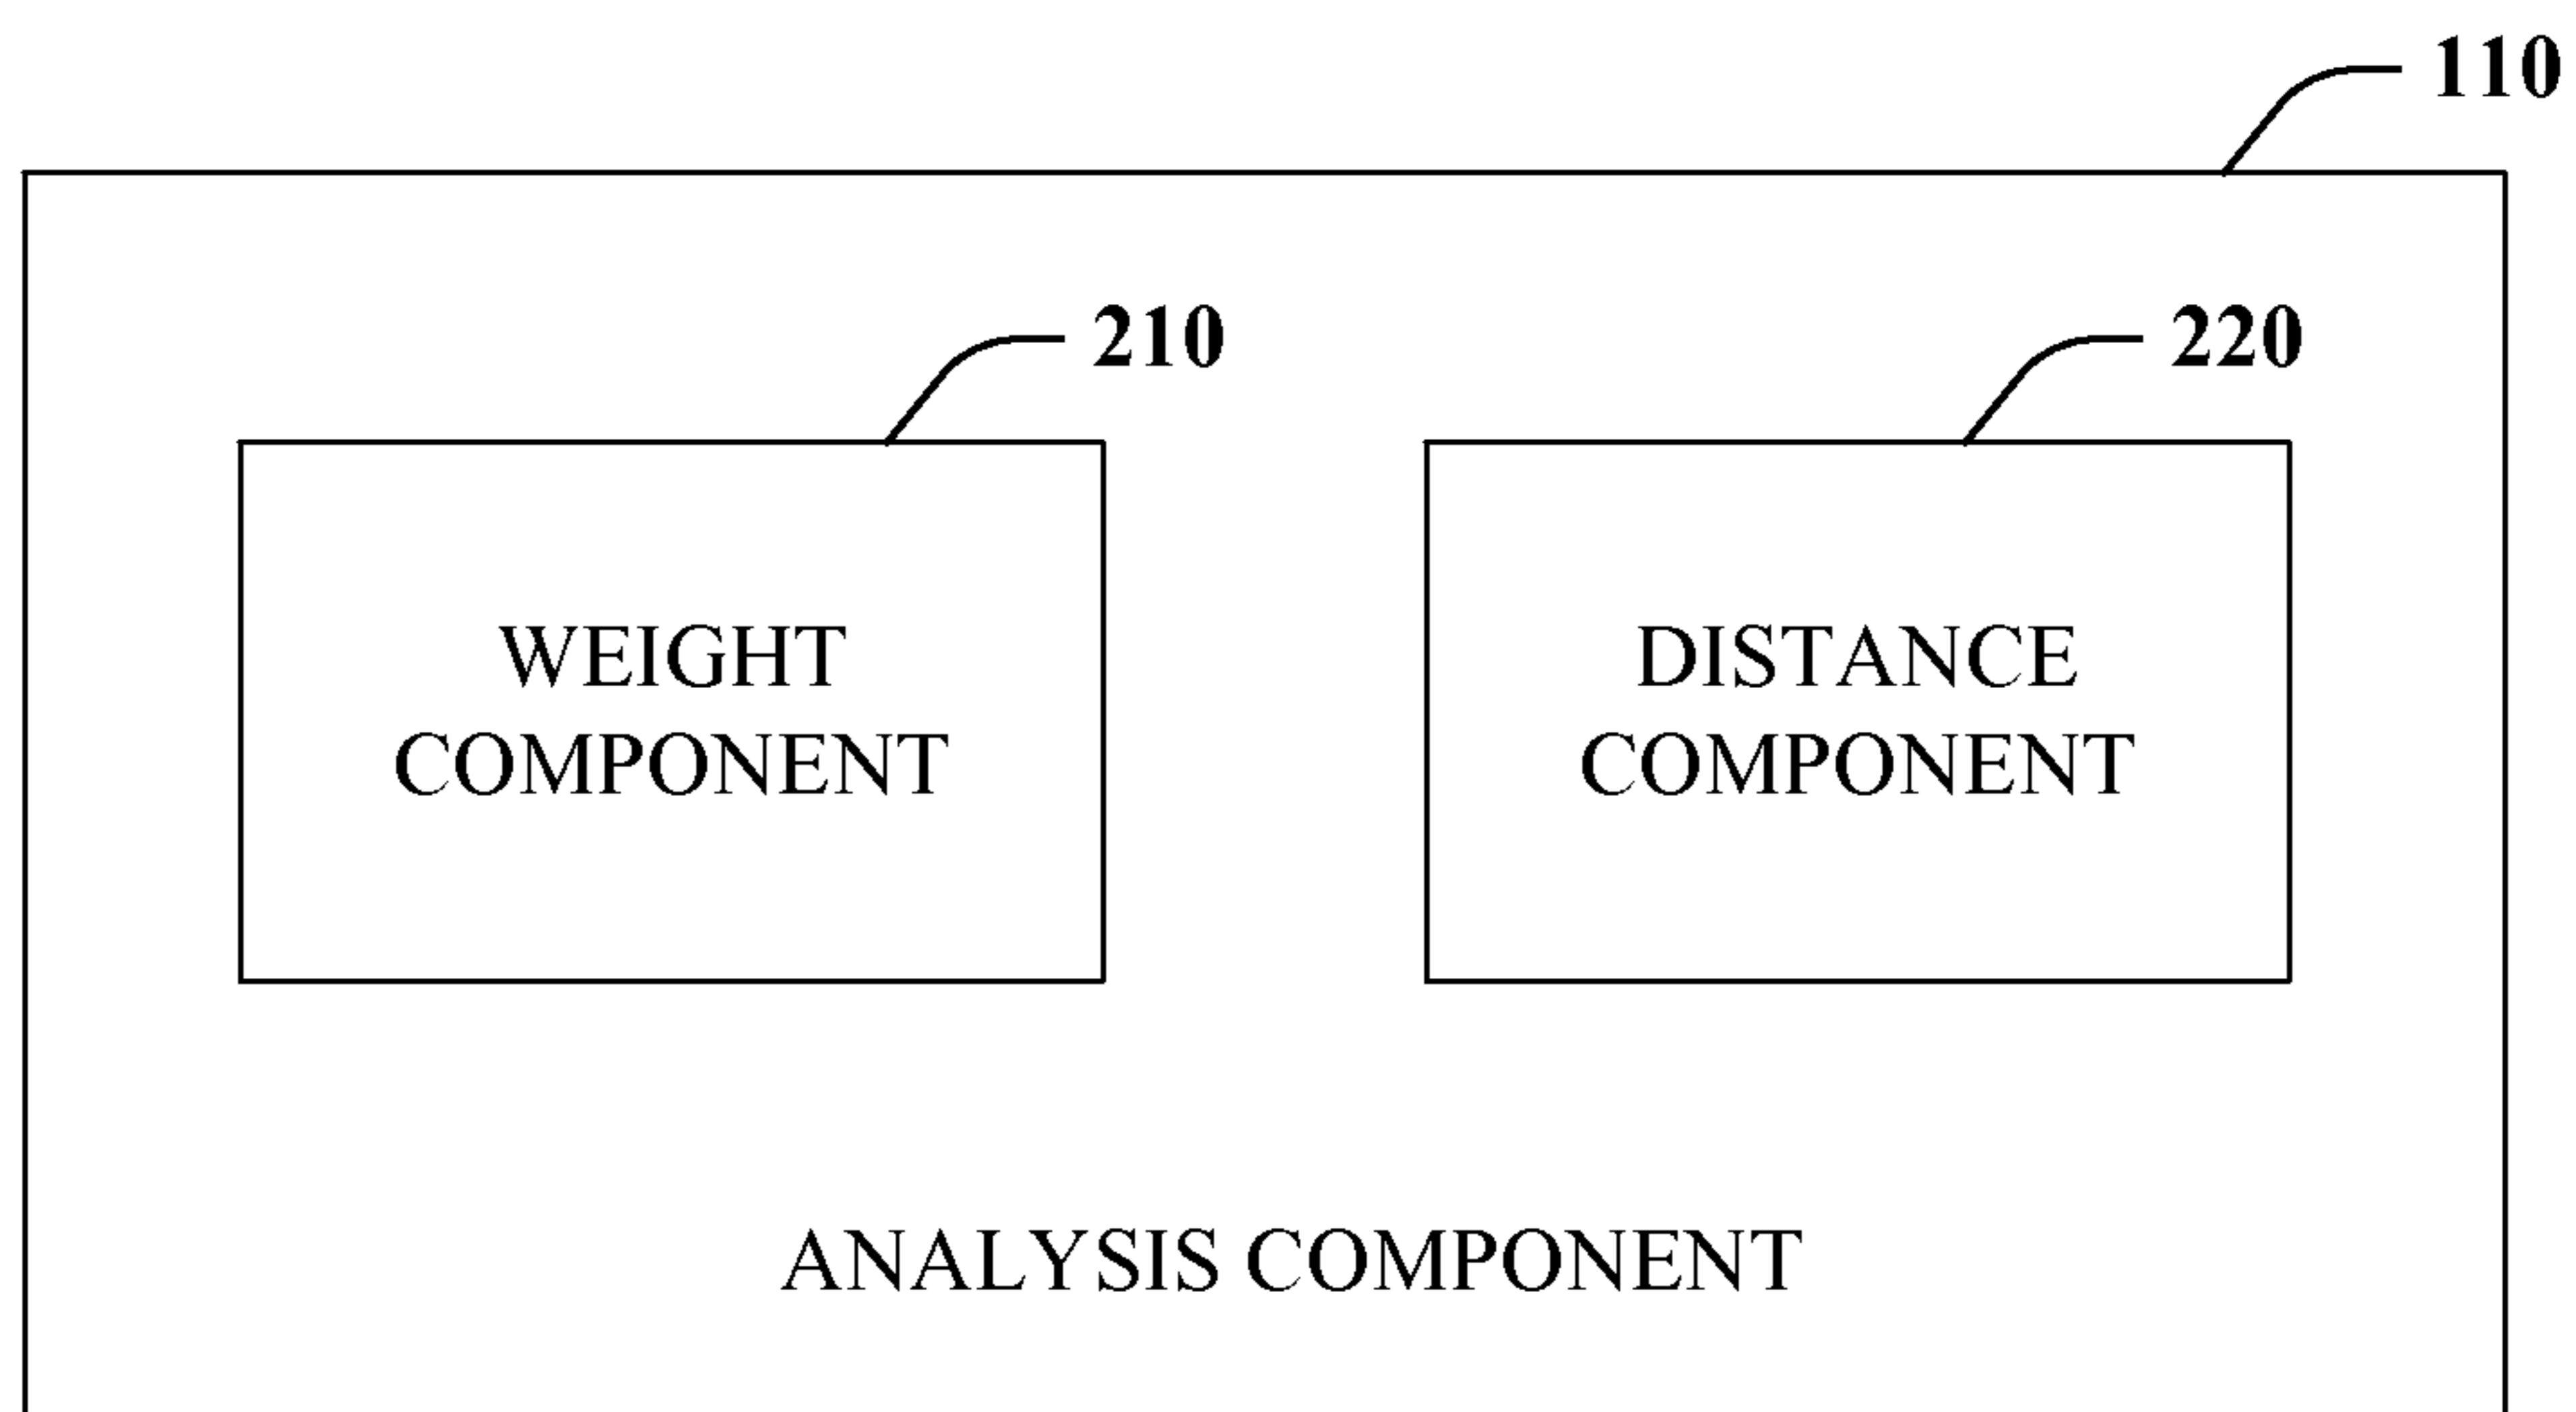 110
210
220
WEIGHT
COMPONENT
DISTANCE
COMPONENT
ANALYSIS COMPONENT